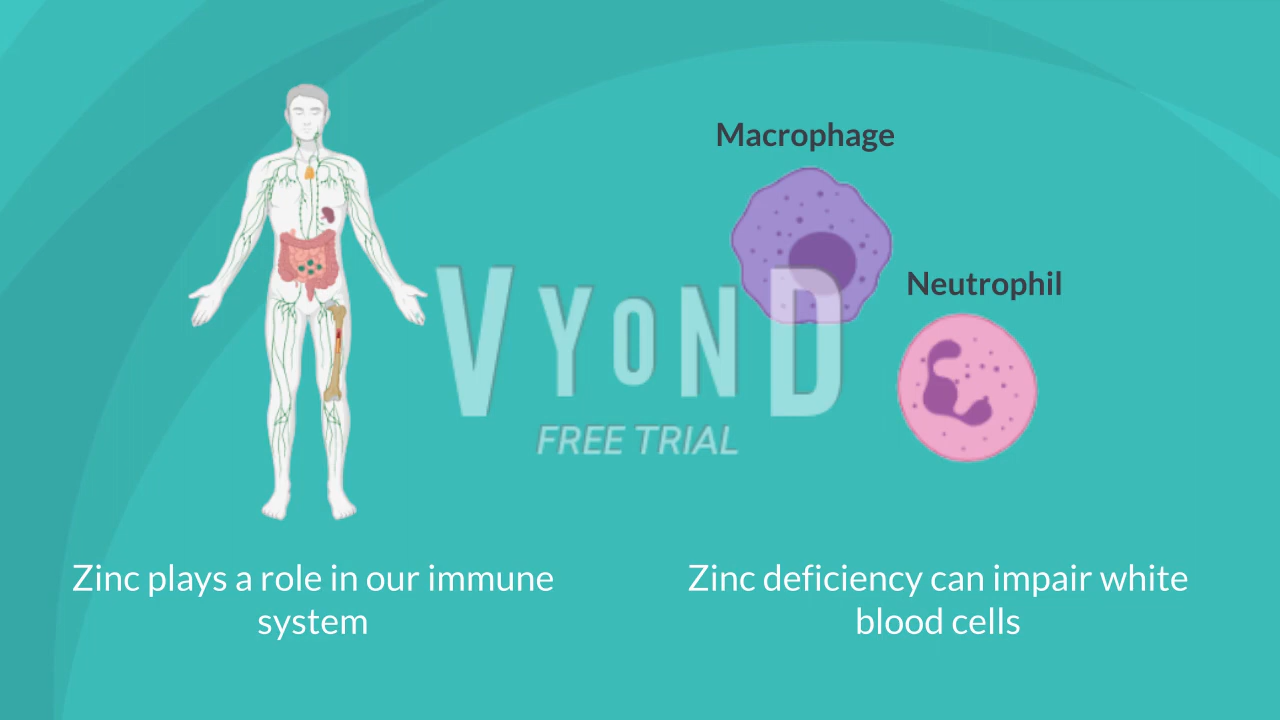 Macrophage
Neutrophil
VYOND
FREE TRIAL
Zinc plays a role in our immune
system
Zinc deficiency can impair white
blood cells